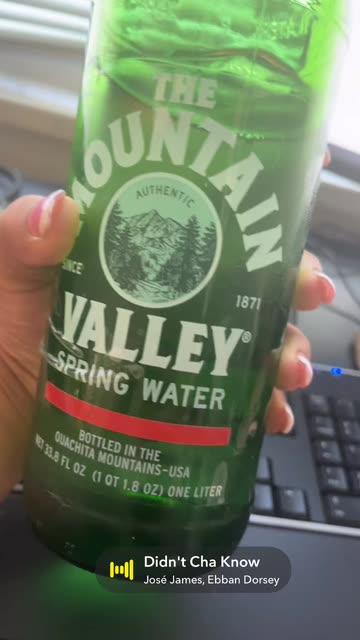 THE
MOUNTAIN
AUTHENTIC
SINCE
1871
VALLEY®
SPRING WATER
BOTTLED IN THE
OUACHITA MOUNTAINS-USA
NET 33.8 FL OZ (1 QT 1.8 OZ) ONE LITER
Didn't Cha Know
José James, Ebban Dorsey